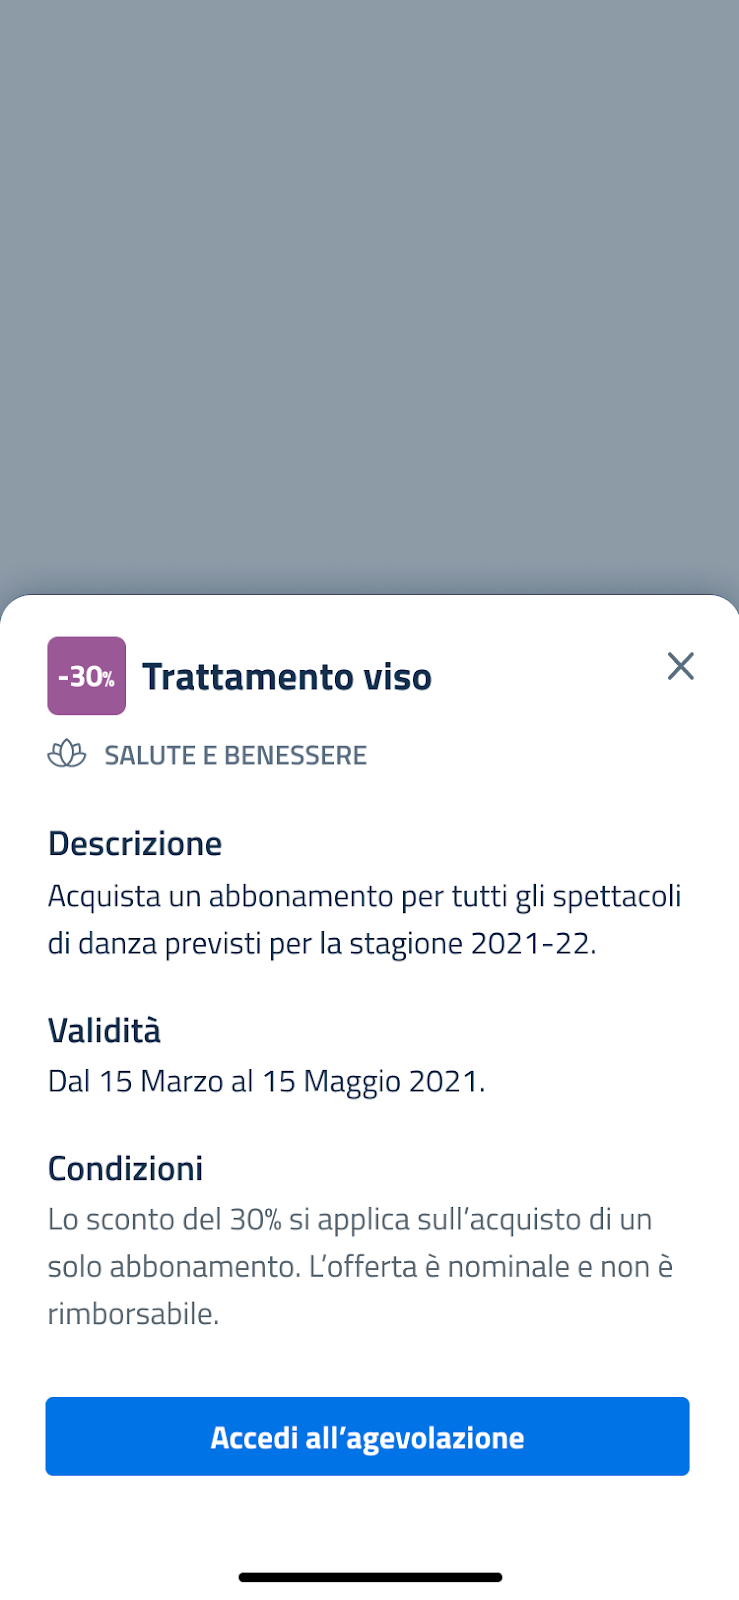 -30%
Trattamento viso
SALUTE E BENESSERE
Descrizione
Acquista un abbonamento per tutti gli spettacoli
di danza previsti per la stagione 2021-22.
Validità
Dal 15 Marzo al 15 Maggio 2021.
Condizioni
Lo sconto del 30% si applica sull’acquisto di un
solo abbonamento. L’offerta è nominale e non è
rimborsabile.
Accedi all’agevolazione